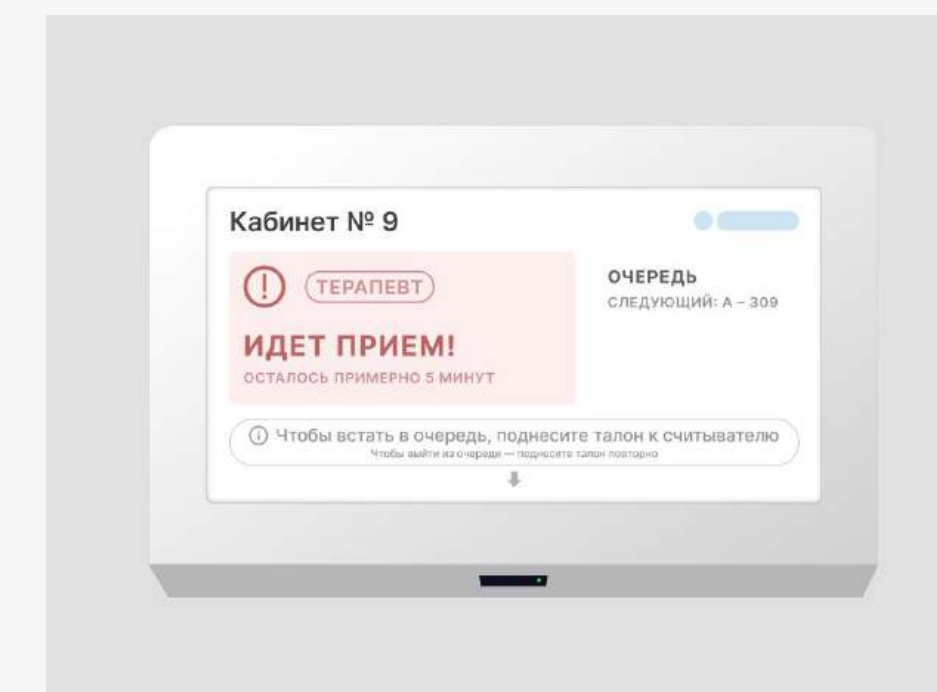 Кабинет № 9
ТЕРАПЕВТ
ИДЕТ ПРИЕМ!
ОСТАЛОСЬ ПРИМЕРНО 5 МИНУТ
ОЧЕРЕДЬ
СЛЕДУЮЩИЙ: А – 309
Чтобы встать в очередь, поднесите талон к считывателю
Чтобы выйти из очереди — поднесите талон повторно